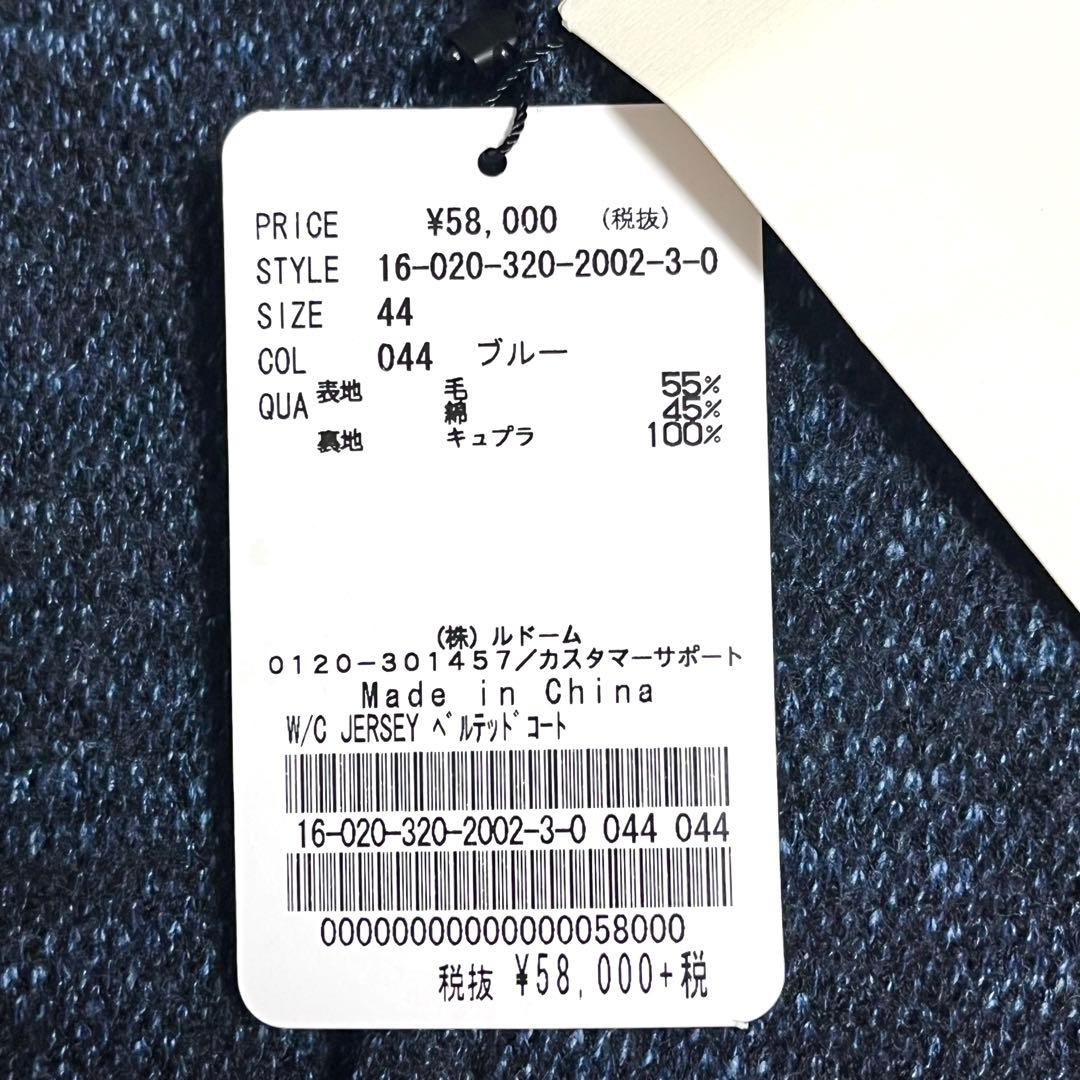 PRICE ¥58,000 (税抜)
STYLE 16-020-320-2002-3-0
SIZE 44
COL 044 ブルー
QUA 表地 毛 55%
綿 45%
裏地 キュプラ 100%
(株)ルドーム
0120-301457/カスタマーサポート
Made in China
W/C JERSEY ﾍﾞﾙﾃｯﾄﾞｺｰﾄ
16-020-320-2002-3-0 044 044
00000000000000058000
税抜 ¥58,000+税